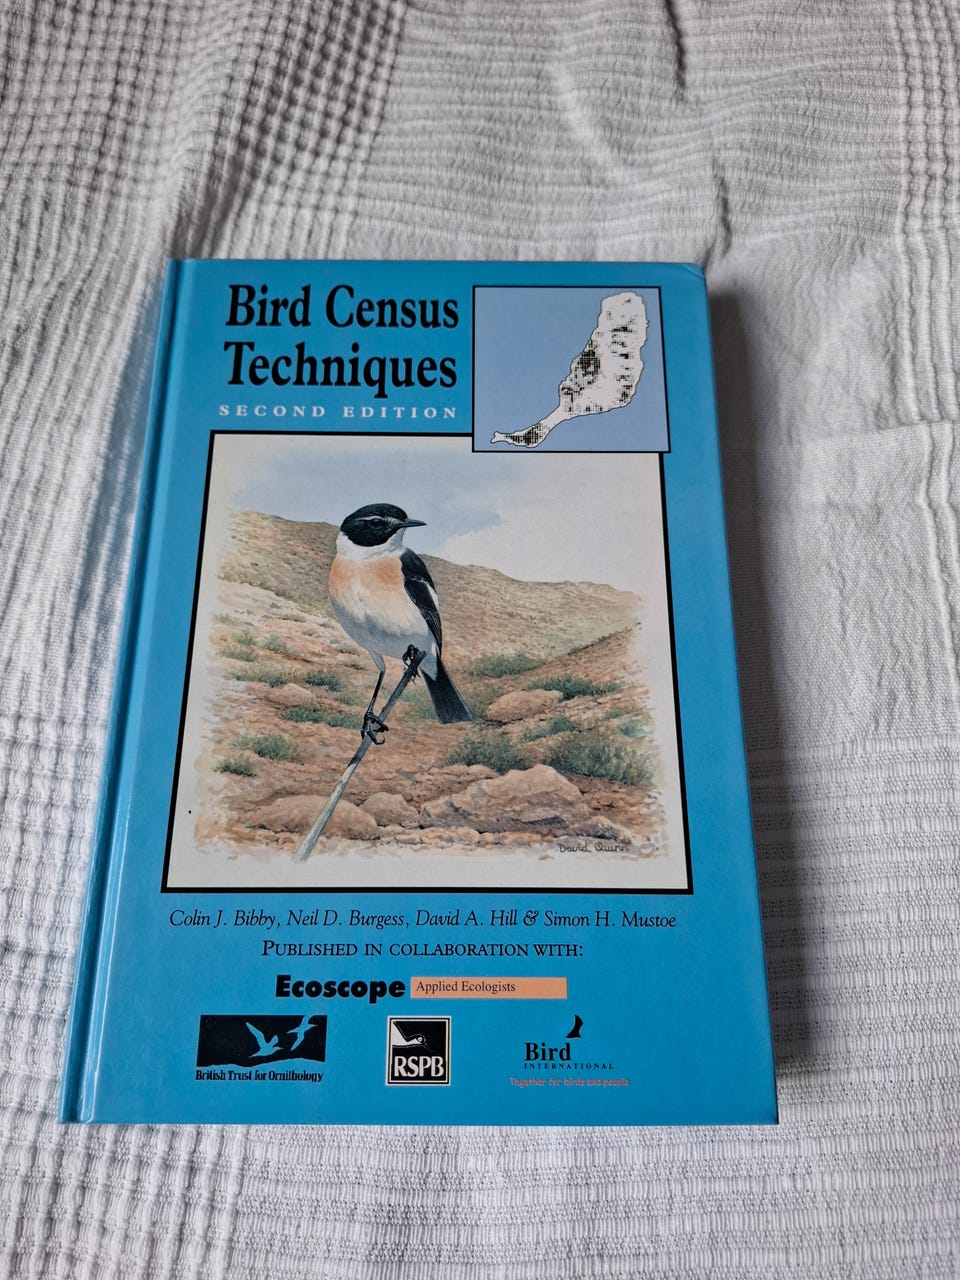 Bird Census
Techniques
SECOND EDITION
David Quinn
Colin J. Bibby, Neil D. Burgess, David A. Hill & Simon H. Mustoe
PUBLISHED IN COLLABORATION WITH:
Ecoscope Applied Ecologists
British Trust for Ornithology
RSPB
Bird
INTERNATIONAL
Together for birds and people